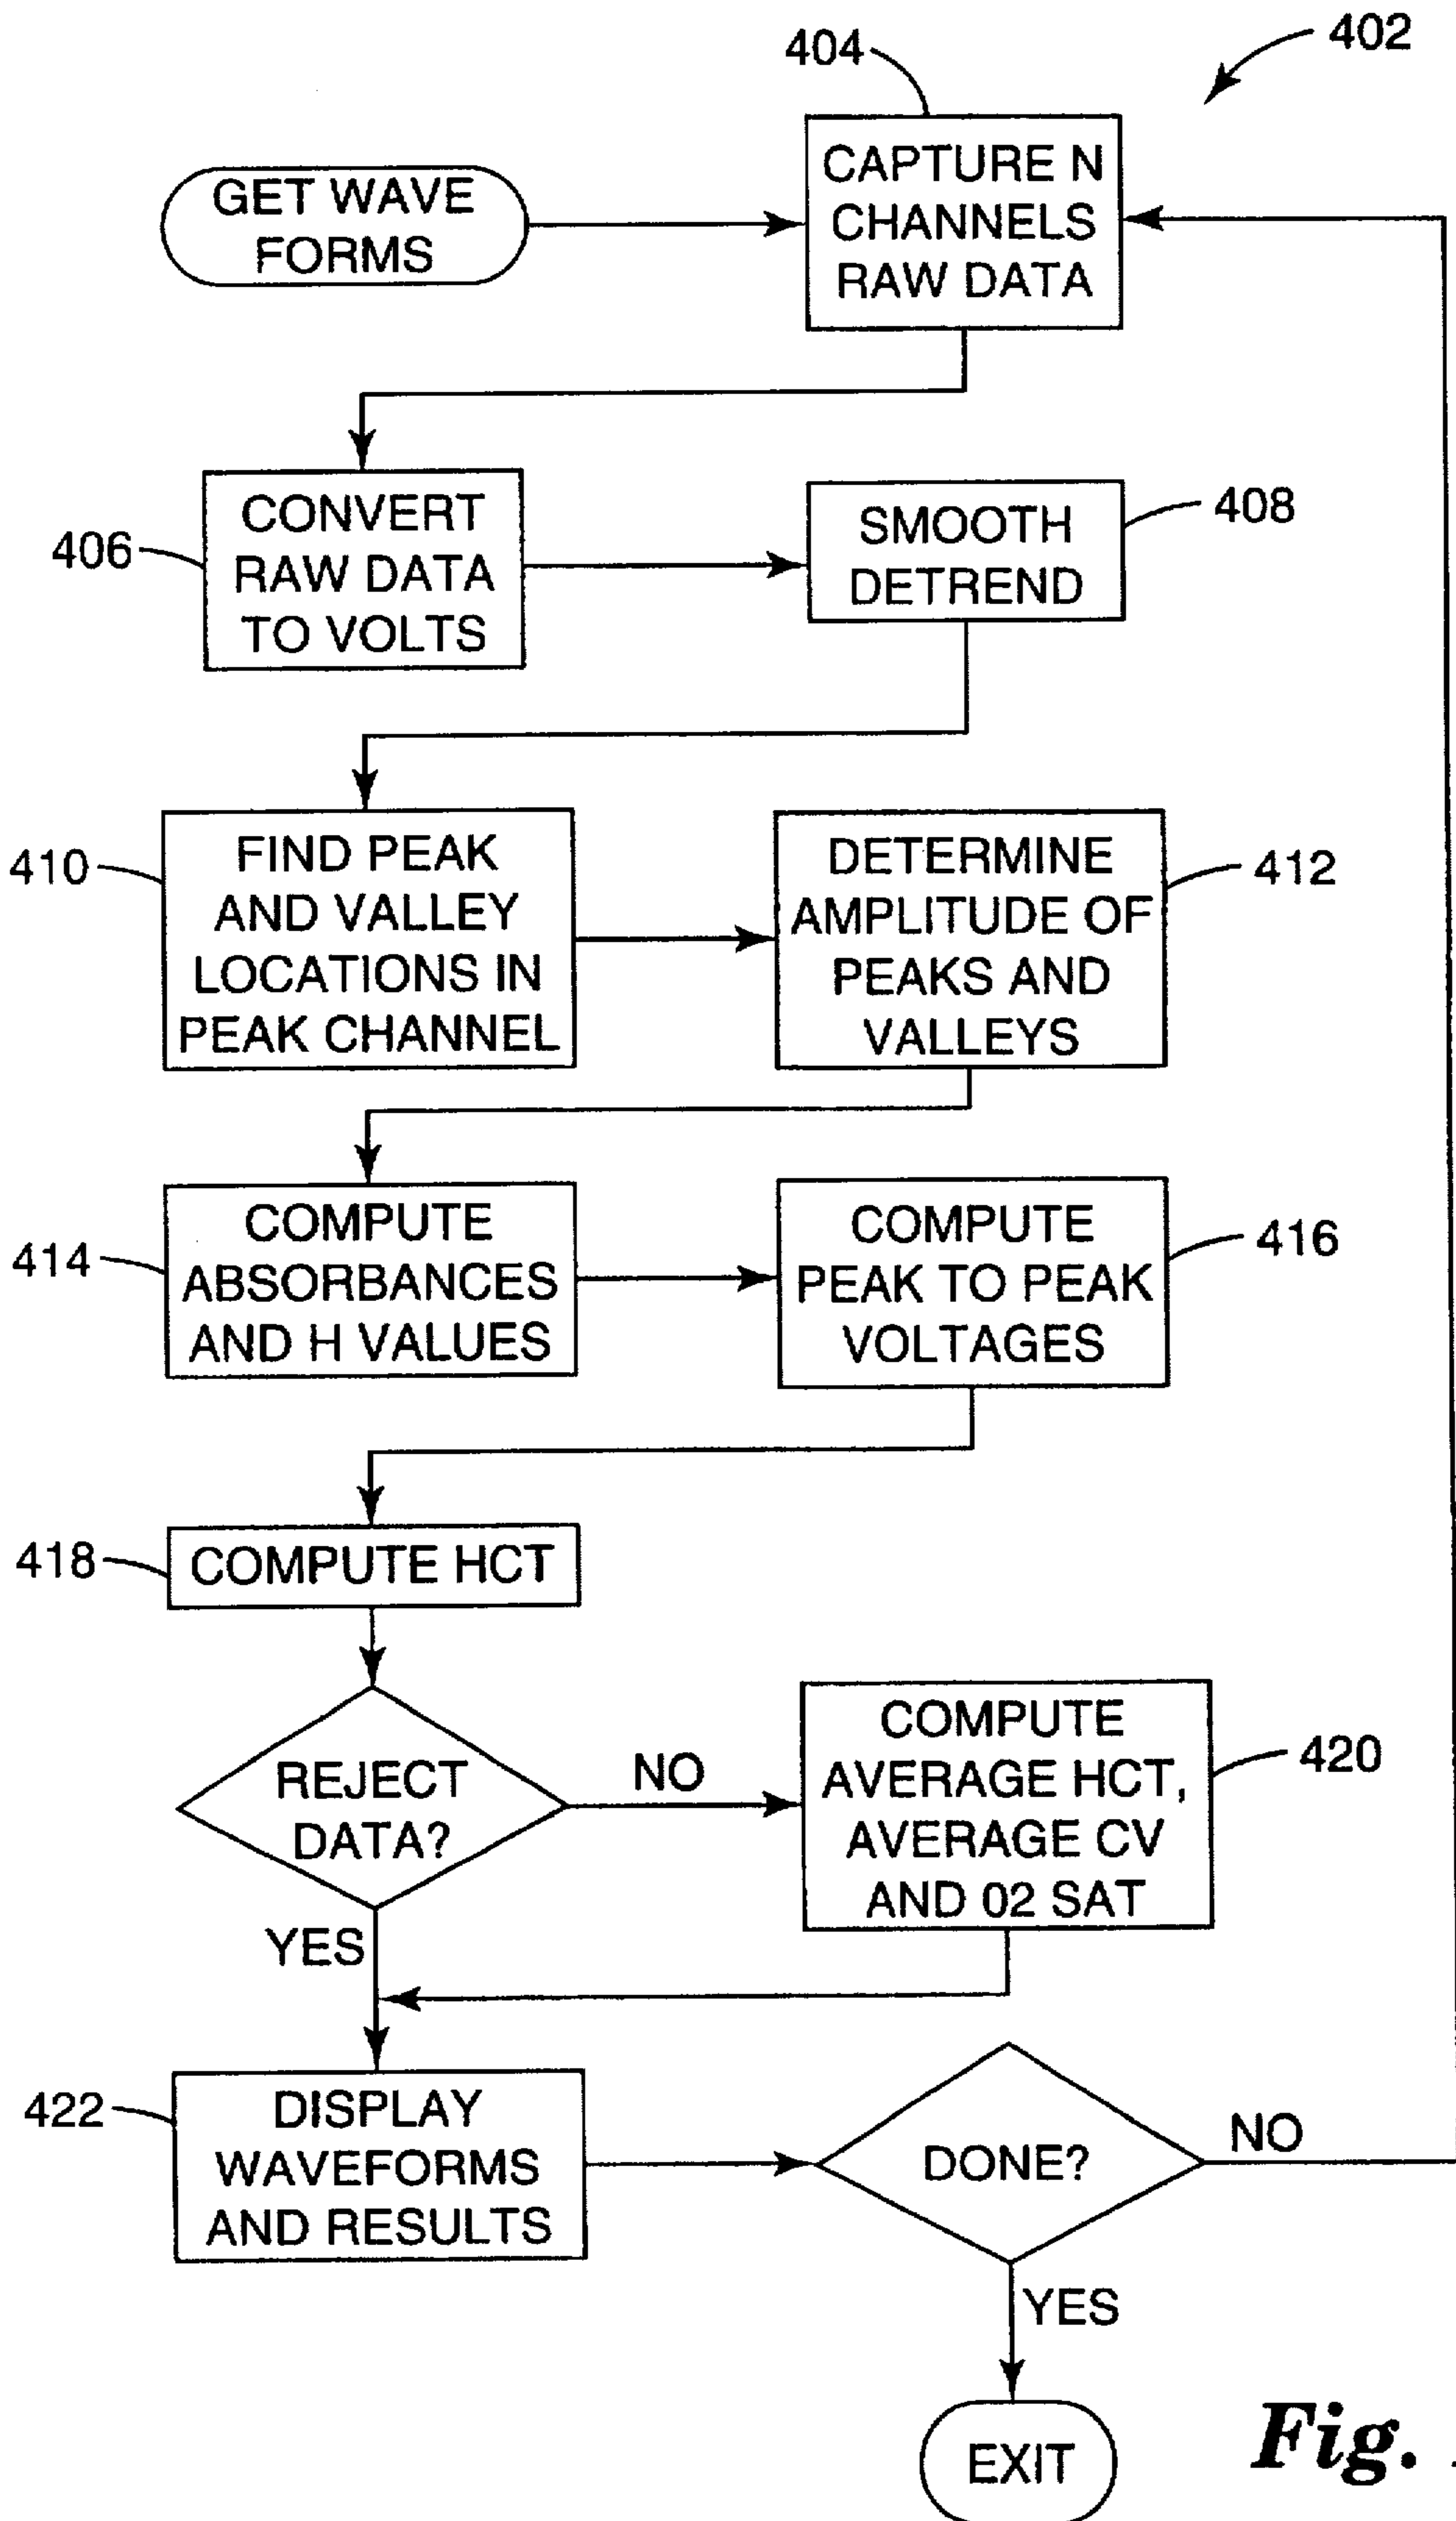 404
402
CAPTURE N
CHANNELS
RAW DATA
GET WAVE
FORMS
CONVERT
RAW DATA
TO VOLTS
406
SMOOTH
DETREND
408
FIND PEAK
AND VALLEY
LOCATIONS IN
PEAK CHANNEL
410
DETERMINE
AMPLITUDE OF
PEAKS AND
VALLEYS
412
COMPUTE
ABSORBANCES
AND H VALUES
414
COMPUTE
PEAK TO PEAK
VOLTAGES
416
418
COMPUTE HCT
REJECT
DATA?
NO
YES
COMPUTE
AVERAGE HCT,
AVERAGE CV
AND 02 SAT
420
422
DISPLAY
WAVEFORMS
AND RESULTS
DONE?
NO
YES
EXIT
Fig.